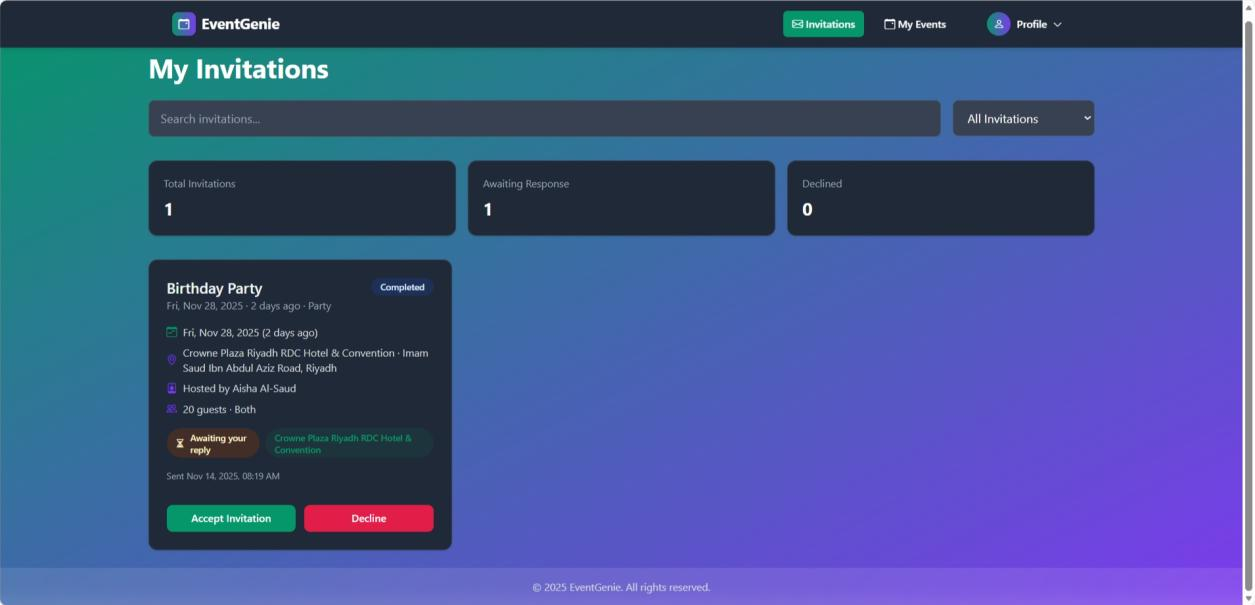 EventGenie
Invitations
My Events
Profile
My Invitations
Search invitations...
All Invitations
Total Invitations
1
Awaiting Response
1
Declined
0
Birthday Party
Completed
Fri, Nov 28, 2025 · 2 days ago · Party
Fri, Nov 28, 2025 (2 days ago)
Crowne Plaza Riyadh RDC Hotel & Convention · Imam
Saud Ibn Abdul Aziz Road, Riyadh
Hosted by Aisha Al-Saud
20 guests · Both
Awaiting your
reply
Crowne Plaza Riyadh RDC Hotel &
Convention
Sent Nov 14, 2025, 08:19 AM
Accept Invitation
Decline
© 2025 EventGenie. All rights reserved.